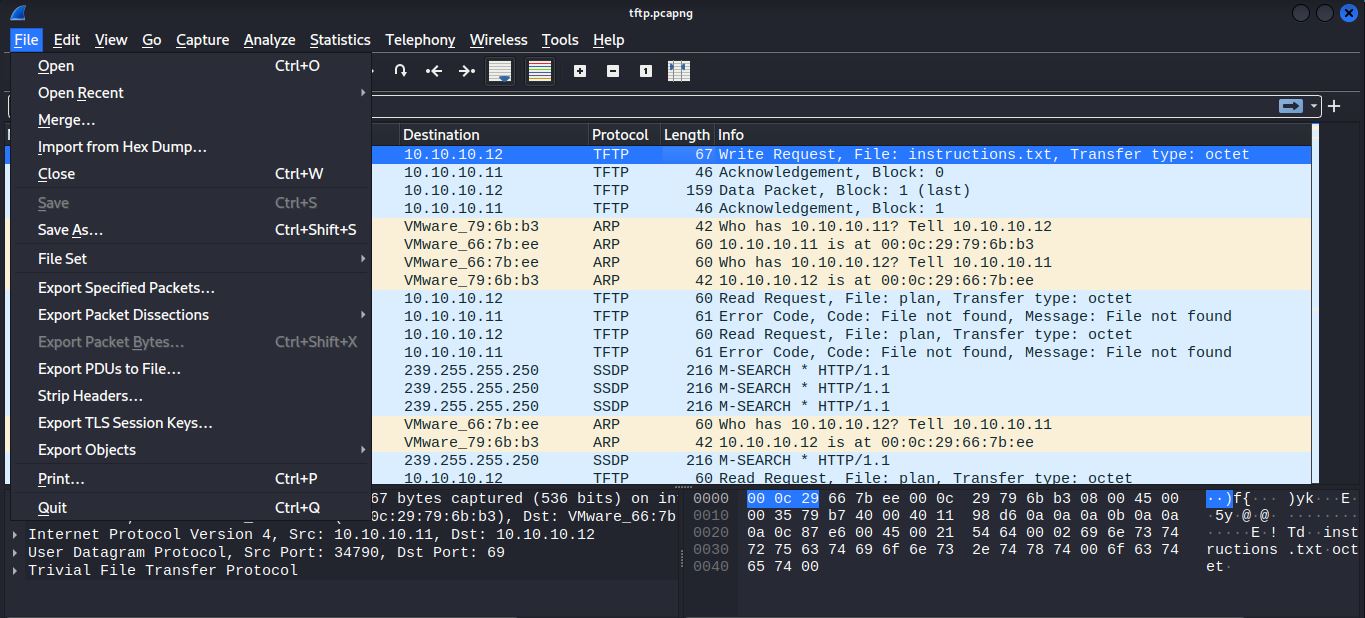 tftp.pcapng
File Edit View Go Capture Analyze Statistics Telephony Wireless Tools Help
Open Ctrl+O
Open Recent
Merge...
Import from Hex Dump...
Close Ctrl+W
Save Ctrl+S
Save As... Ctrl+Shift+S
File Set
Export Specified Packets...
Export Packet Dissections
Export Packet Bytes... Ctrl+Shift+X
Export PDUs to File...
Strip Headers...
Export TLS Session Keys...
Export Objects
Print... Ctrl+P
Quit Ctrl+Q
Destination Protocol Length Info
10.10.10.12 TFTP 67 Write Request, File: instructions.txt, Transfer type: octet
10.10.10.11 TFTP 46 Acknowledgement, Block: 0
10.10.10.12 TFTP 159 Data Packet, Block: 1 (last)
10.10.10.11 TFTP 46 Acknowledgement, Block: 1
VMware_79:6b:b3 ARP 42 Who has 10.10.10.11? Tell 10.10.10.12
VMware_66:7b:ee ARP 60 10.10.10.11 is at 00:0c:29:79:6b:b3
VMware_66:7b:ee ARP 60 Who has 10.10.10.12? Tell 10.10.10.11
VMware_79:6b:b3 ARP 42 10.10.10.12 is at 00:0c:29:66:7b:ee
10.10.10.12 TFTP 60 Read Request, File: plan, Transfer type: octet
10.10.10.11 TFTP 61 Error Code, Code: File not found, Message: File not found
10.10.10.12 TFTP 60 Read Request, File: plan, Transfer type: octet
10.10.10.11 TFTP 61 Error Code, Code: File not found, Message: File not found
239.255.255.250 SSDP 216 M-SEARCH * HTTP/1.1
239.255.255.250 SSDP 216 M-SEARCH * HTTP/1.1
239.255.255.250 SSDP 216 M-SEARCH * HTTP/1.1
VMware_66:7b:ee ARP 60 Who has 10.10.10.12? Tell 10.10.10.11
VMware_79:6b:b3 ARP 42 10.10.10.12 is at 00:0c:29:66:7b:ee
239.255.255.250 SSDP 216 M-SEARCH * HTTP/1.1
10.10.10.12 TFTP 60 Read Request, File: plan, Transfer type: octet
67 bytes captured (536 bits) on in
0c:29:79:6b:b3), Dst: VMware_66:7b
Internet Protocol Version 4, Src: 10.10.10.11, Dst: 10.10.10.12
User Datagram Protocol, Src Port: 34790, Dst Port: 69
Trivial File Transfer Protocol
0000 00 0c 29 66 7b ee 00 0c 29 79 6b b3 08 00 45 00 ··)f{··· )yk···E·
0010 00 35 79 b7 40 00 40 11 98 d6 0a 0a 0a 0b 0a 0a ·5y·@·@· ········
0020 0a 0c 87 e6 00 45 00 21 54 64 00 02 69 6e 73 74 ·····E·! Td··inst
0030 72 75 63 74 69 6f 6e 73 2e 74 78 74 00 6f 63 74 ructions .txt·oct
0040 65 74 00 et·